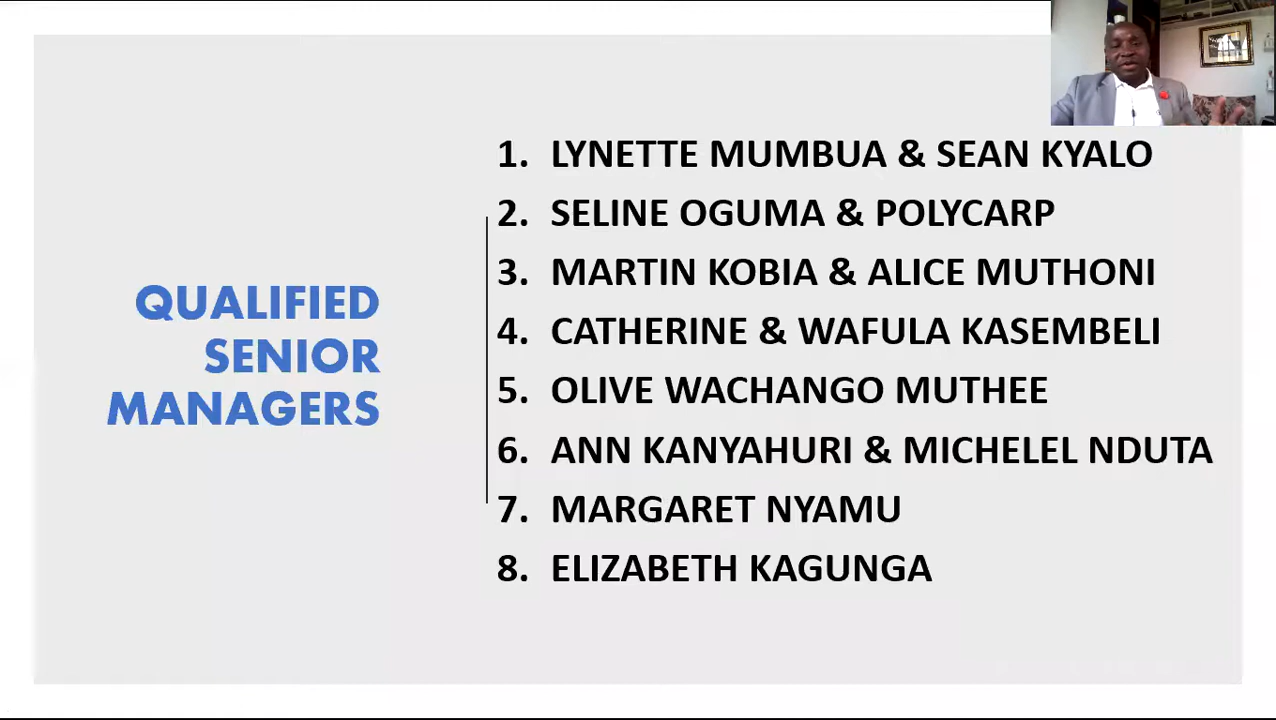 QUALIFIED
SENIOR
MANAGERS
1. LYNETTE MUMBUA & SEAN KYALO
2. SELINE OGUMA & POLYCARP
3. MARTIN KOBIA & ALICE MUTHONI
4. CATHERINE & WAFULA KASEMBELI
5. OLIVE WACHANGO MUTHEE
6. ANN KANYAHURI & MICHELEL NDUTA
7. MARGARET NYAMU
8. ELIZABETH KAGUNGA